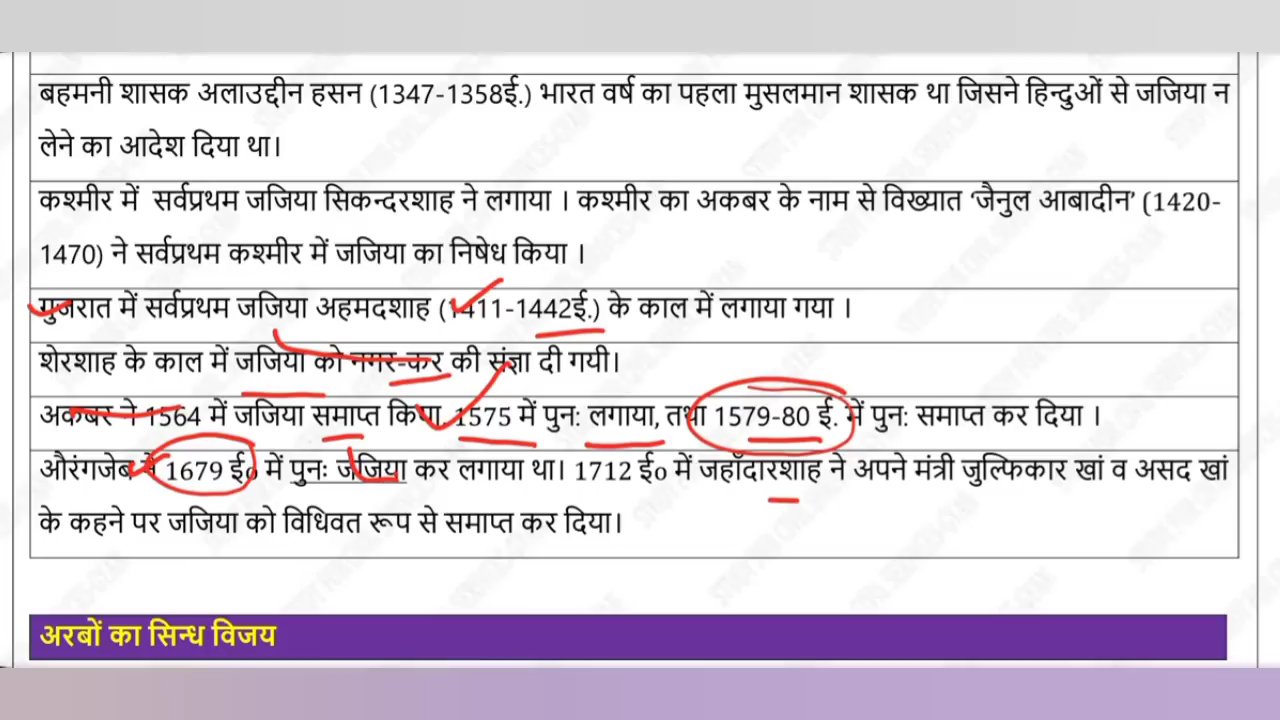 बहमनी शासक अलाउद्दीन हसन (1347-1358ई.) भारत वर्ष का पहला मुसलमान शासक था जिसने हिन्दुओं से जजिया न
लेने का आदेश दिया था।
कश्मीर में सर्वप्रथम जजिया सिकन्दरशाह ने लगाया । कश्मीर का अकबर के नाम से विख्यात ‘जैनुल आबादीन’ (1420-
1470) ने सर्वप्रथम कश्मीर में जजिया का निषेध किया ।
गुजरात में सर्वप्रथम जजिया अहमदशाह (1411-1442ई.) के काल में लगाया गया ।
शेरशाह के काल में जजिया को नगर-कर की संज्ञा दी गयी।
अकबर ने 1564 में जजिया समाप्त किया, 1575 में पुन: लगाया, तथा 1579-80 ई. में पुन: समाप्त कर दिया ।
औरंगजेब ने 1679 ई० में पुनः जजिया कर लगाया था। 1712 ई० में जहाँदारशाह ने अपने मंत्री जुल्फिकार खां व असद खां
के कहने पर जजिया को विधिवत रूप से समाप्त कर दिया।
अरबों का सिन्ध विजय